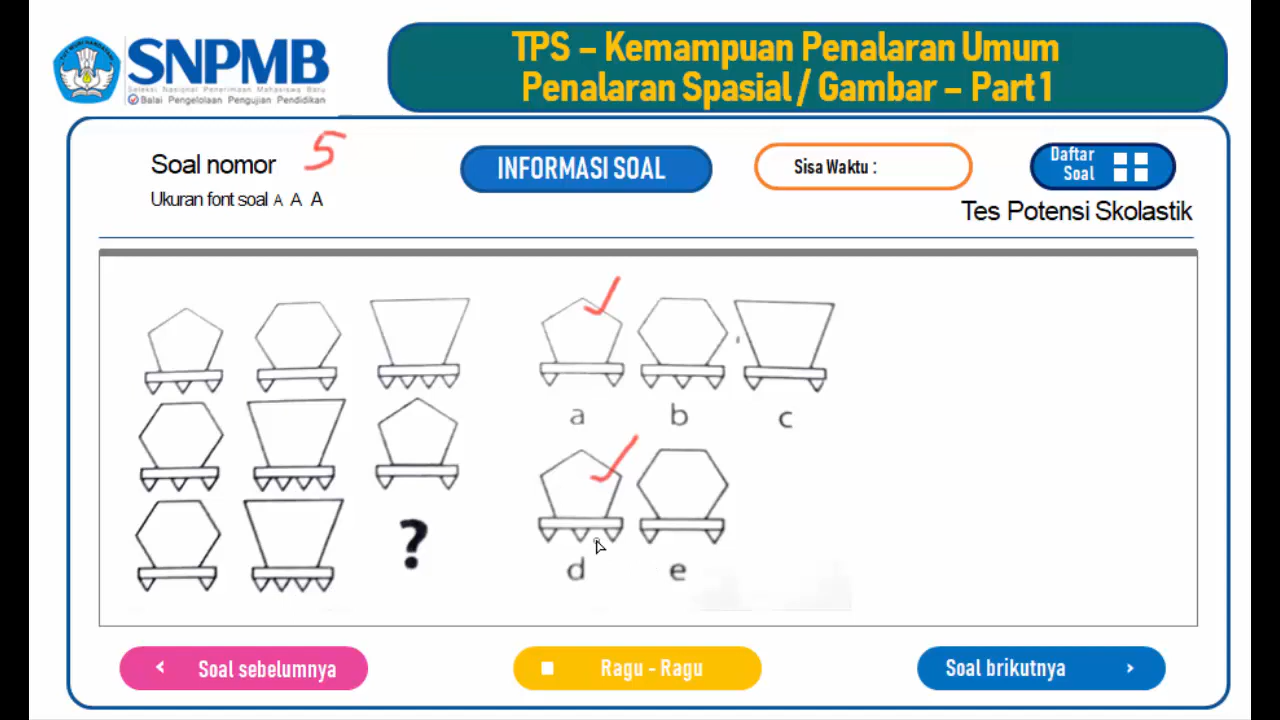 SNPMB
Seleksi Nasional Penerimaan Mahasiswa Baru
Balai Pengelolaan Pengujian Pendidikan
TPS – Kemampuan Penalaran Umum
Penalaran Spasial / Gambar – Part 1
Soal nomor 5
Ukuran font soal A A A
INFORMASI SOAL
Sisa Waktu :
Daftar
Soal
Tes Potensi Skolastik
a b c
?
d e
< Soal sebelumnya
Ragu - Ragu
Soal brikutnya >